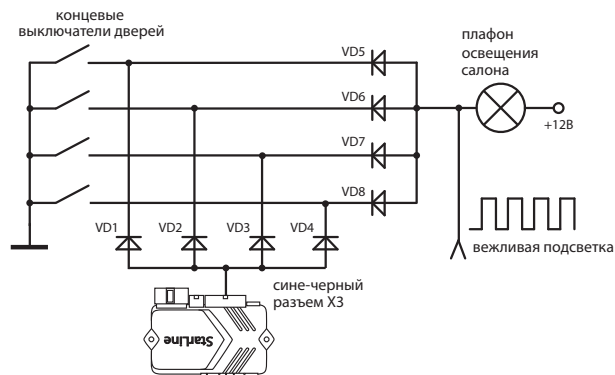 концевые
выключатели дверей
плафон
освещения
салона
VD5
VD6
+12В
VD7
VD8
VD1
VD2
VD3
VD4
вежливая подсветка
сине-черный
разъем X3
StarLine